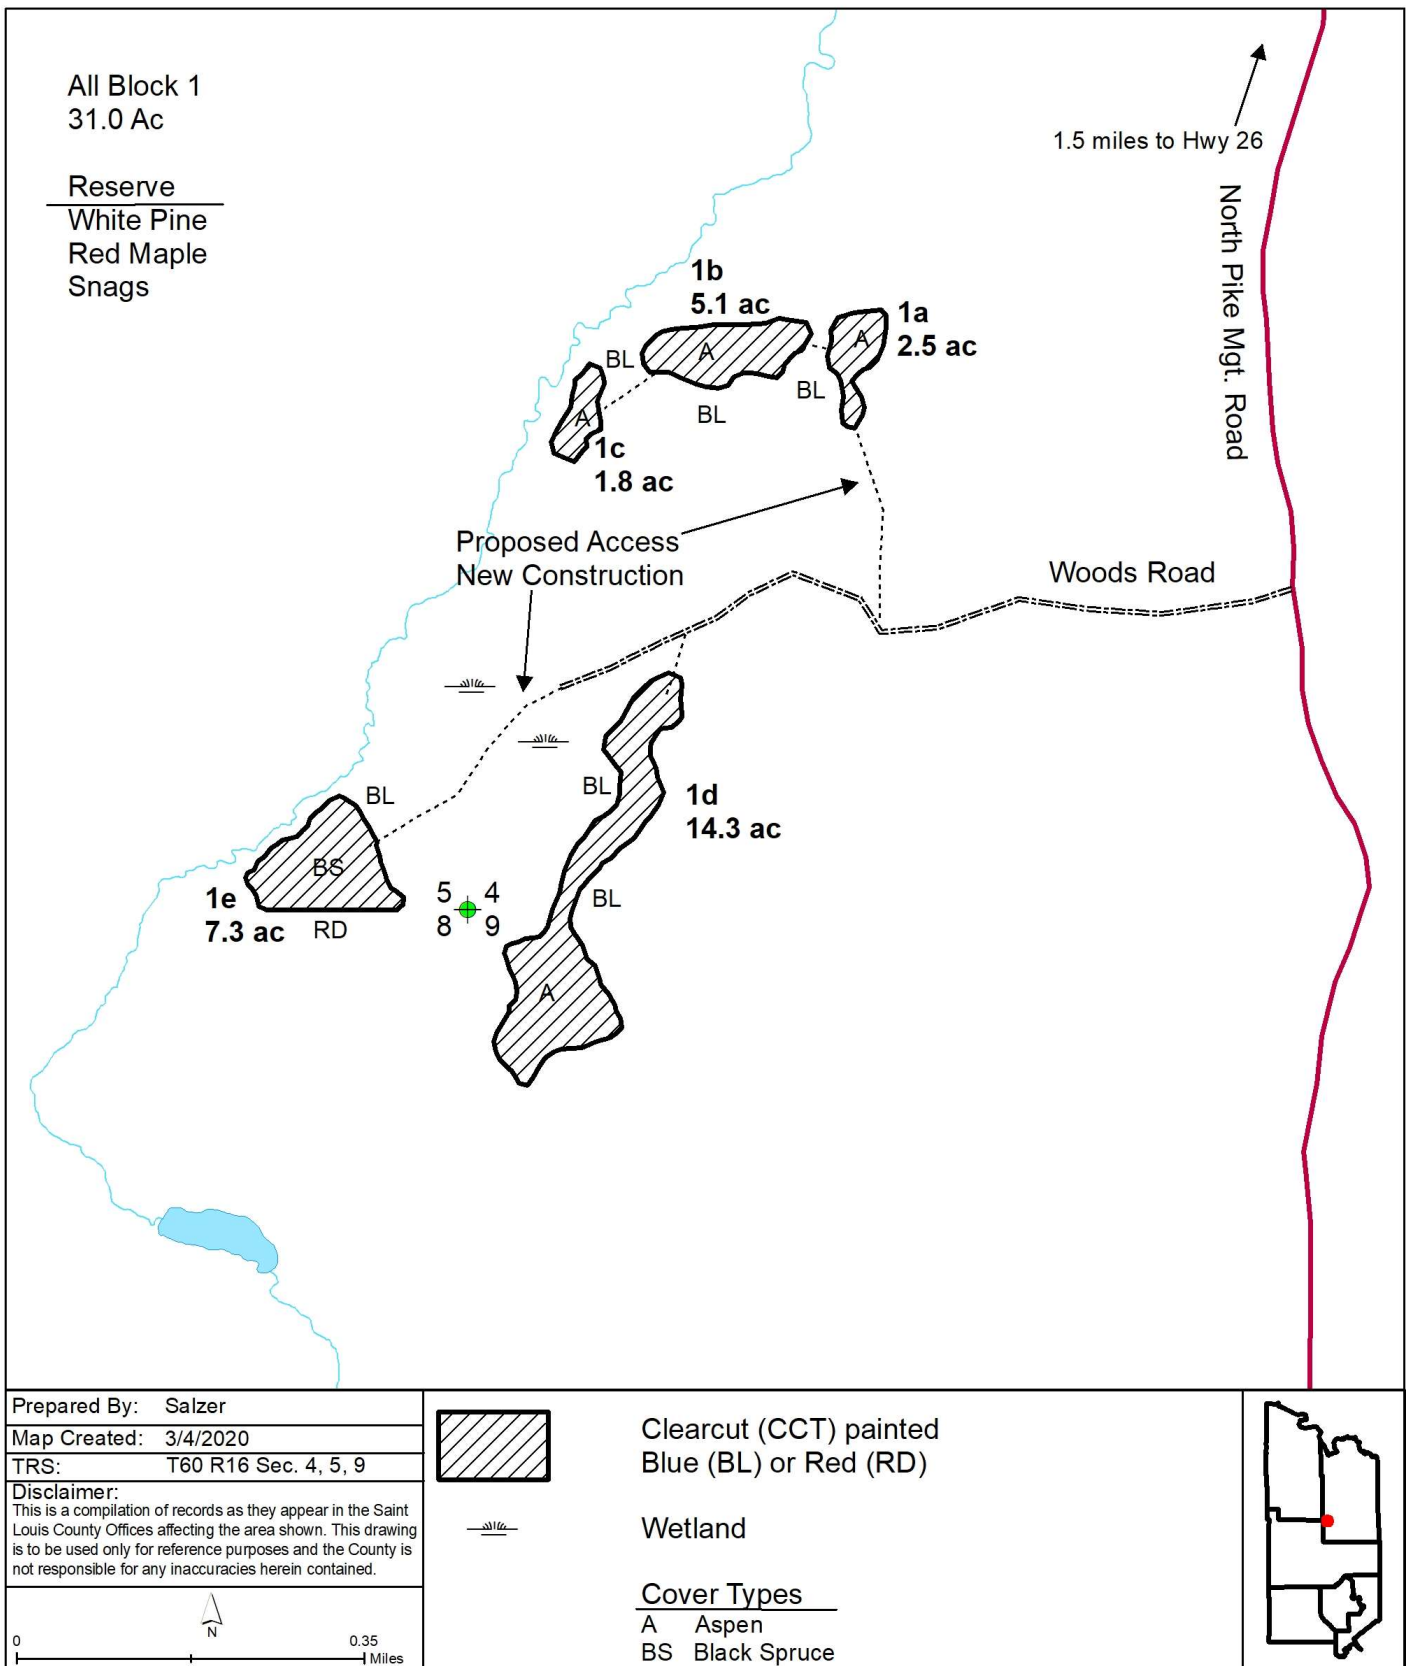 All Block 1
31.0 Ac
Reserve
White Pine
Red Maple
Snags
1.5 miles to Hwy 26
North Pike Mgt. Road
1b
5.1 ac
1a
2.5 ac
A
A
BL
BL
BL
A
1c
1.8 ac
Proposed Access
New Construction
Woods Road
BL
1d
14.3 ac
BL
BS
BL
1e
7.3 ac
RD
5 4
8 9
A
Prepared By: Salzer
Map Created: 3/4/2020
TRS: T60 R16 Sec. 4, 5, 9
Disclaimer:
This is a compilation of records as they appear in the Saint
Louis County Offices affecting the area shown. This drawing
is to be used only for reference purposes and the County is
not responsible for any inaccuracies herein contained.
N
0 0.35
Miles
Clearcut (CCT) painted
Blue (BL) or Red (RD)
Wetland
Cover Types
A Aspen
BS Black Spruce